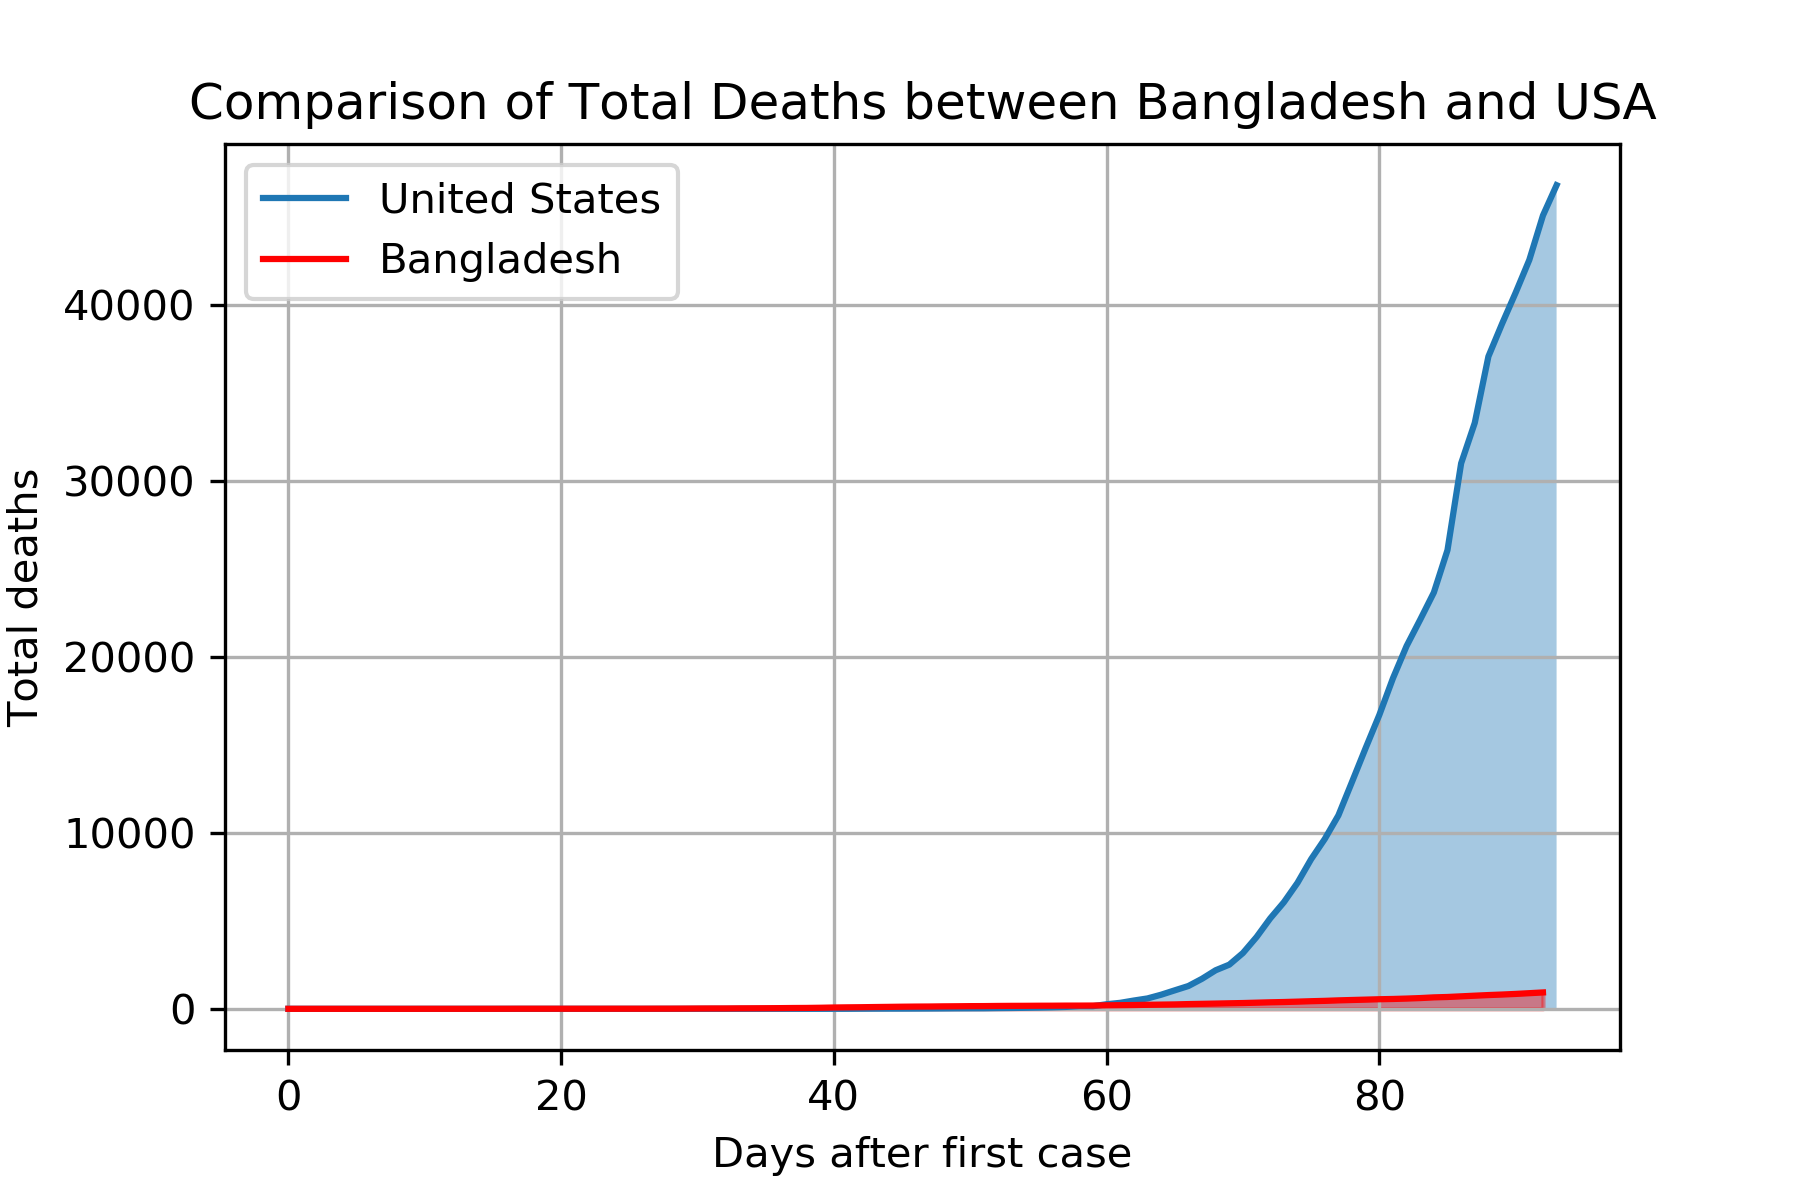 Comparison of Total Deaths between Bangladesh and USA
United States
Bangladesh
Total deaths
40000
30000
20000
10000
0
0 20 40 60 80
Days after first case